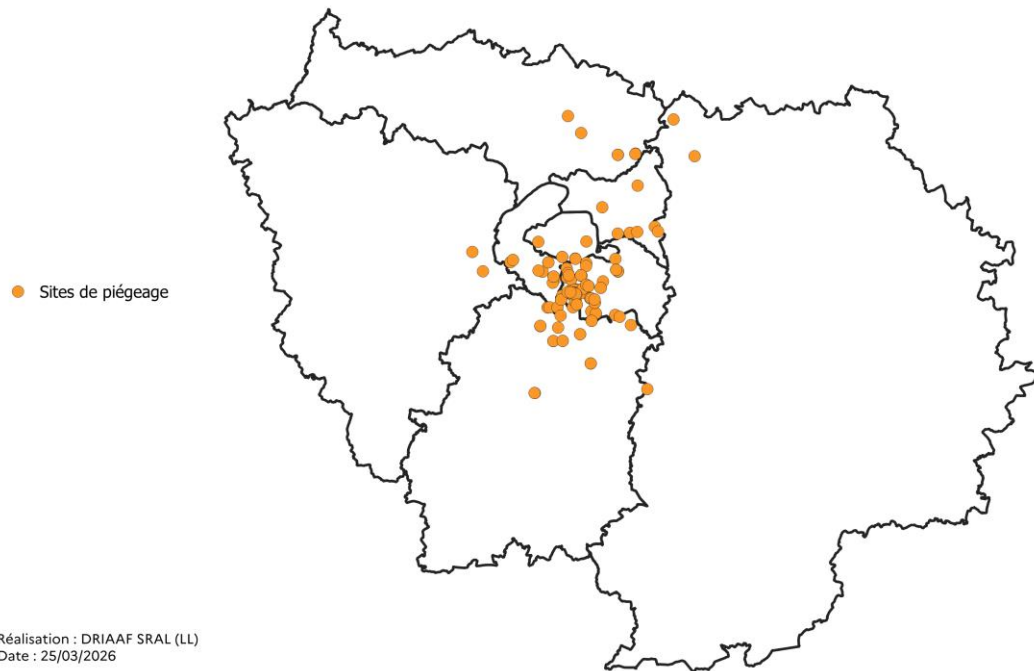 Sites de piégeage
Réalisation : DRIAAF SRAL (LL)
Date : 25/03/2026